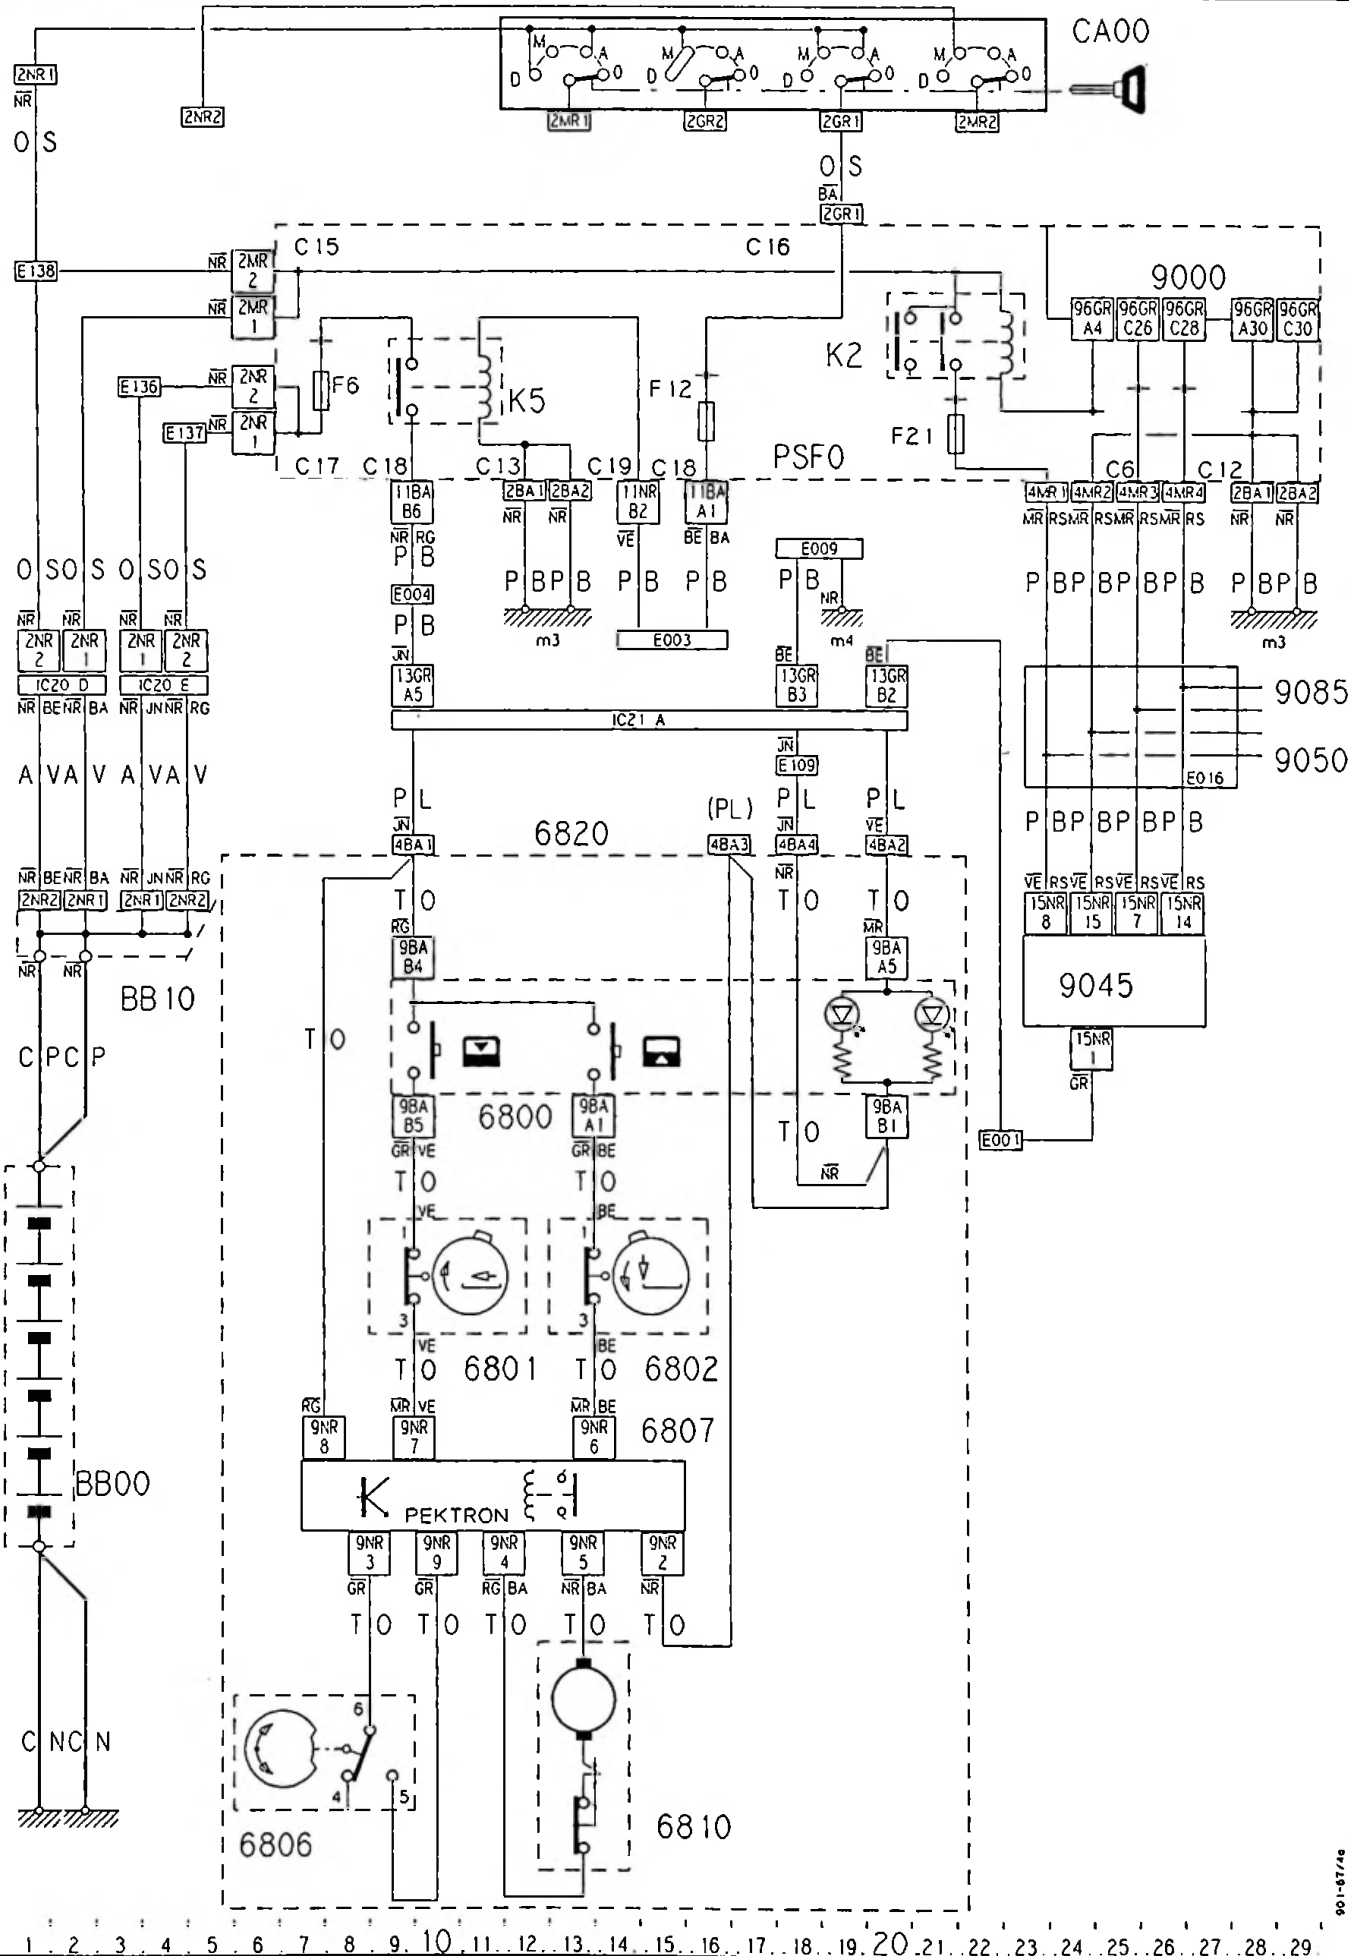 CA00
M A M A M A M A
D O D O D O D O
2NR1
NR
2NR2
2MR1 2GR2 2GR1 2MR2
O S
O S
BA
2GR1
C15 C16
E138 NR 2MR 2
NR 2MR 1
9000
96GR A4 96GR C26 96GR C28 96GR A30 96GR C30
K2
E136 NR 2NR 2
F6 K5 F12
E137 NR 2NR 1
F21
C17 C18 C13 C19 C18 PSF0 C6 C12
11BA B6 2BA1 2BA2 11NR B2 11BA A1 4MR1 4MR2 4MR3 4MR4 2BA1 2BA2
NR RG NR NR VE BE BA MR RS MR RS MR RS MR RS NR NR
P B
E009
O S O S O S O S
E004 P B P B P B P B P B NR P B P B P B P B P B P B
P B m3 E003 m4 m3
NR NR NR NR JN BE BE
2NR 2 2NR 1 2NR 1 2NR 2 13GR A5 13GR B3 13GR B2
IC20 D IC20 E
NR BE NR BA NR JN NR RG
IC21 A
9085
JN
E109
A V A V A V A V
9050
E016
P L (PL) P L P L
P B P B P B P B
JN 6820 JN VE
4BA1 4BA3 4BA4 4BA2
NR BE NR BA NR JN NR RG NR
2NR2 2NR1 2NR1 2NR2
VE RS VE RS VE RS VE RS
T O T O T O
15NR 8 15NR 15 15NR 7 15NR 14
RG MR
9BA B4 9BA A5
NR NR
BB10
9045
T O
15NR 1
C P C P
GR
9BA B5 6800 9BA A1 9BA B1
T O
E001
GR VE GR BE
T O T O NR
VE BE
1 1
3 3
VE BE
T O 6801 T O 6802
RG MR VE MR BE
9NR 8 9NR 7 9NR 6 6807
BB00
PEKTRON
9NR 3 9NR 9 9NR 4 9NR 5 9NR 2
GR GR RG BA NR BA NR
T O T O T O T O T O
6
C N C N
4 5
6806 6810
901-67/4e
1 . 2 . . 3 . . 4 . . 5 . . 6 . . 7 . . 8 . . 9 . . 10 . . 11 . . 12 . . 13 . . 14 . . 15 . . 16 . . 17 . . 18 . . 19 . . 20 . . 21 . . 22 . . 23 . . 24 . . 25 . . 26 . . 27 . . 28 . . 29 . .